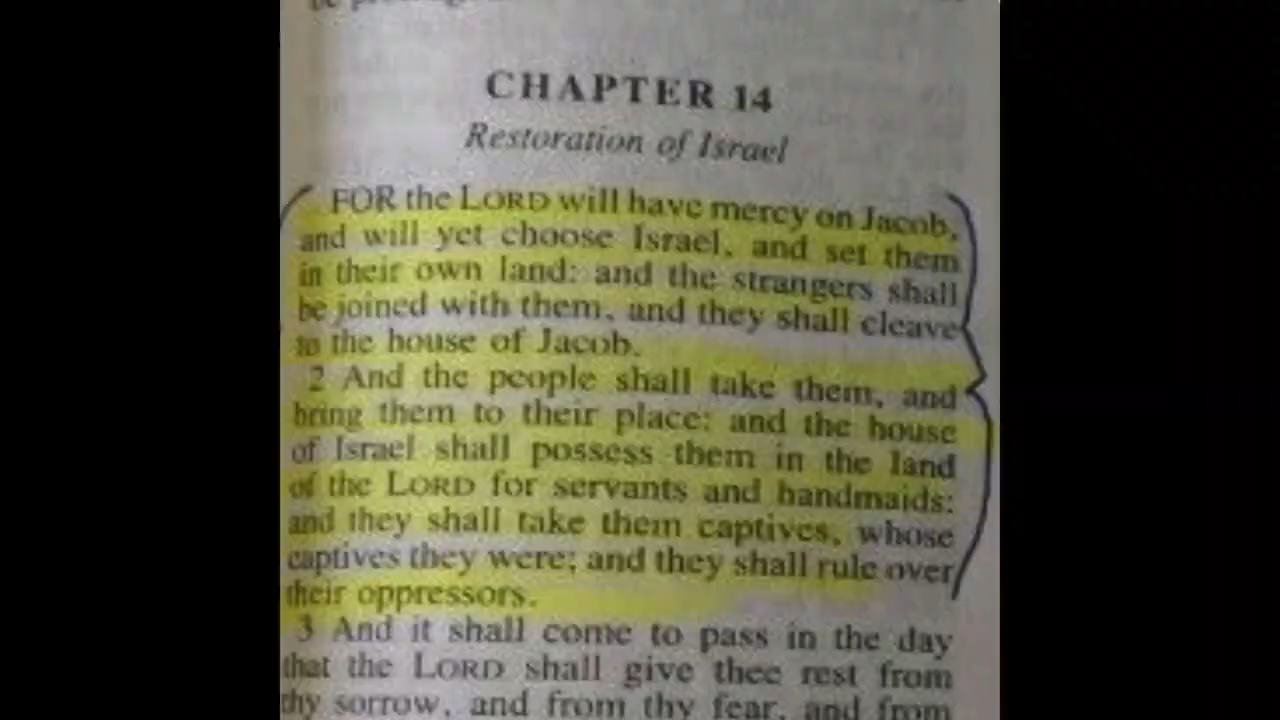 CHAPTER 14
Restoration of Israel
FOR the LORD will have mercy on Jacob,
and will yet choose Israel, and set them
in their own land: and the strangers shall
be joined with them, and they shall cleave
to the house of Jacob.
2 And the people shall take them, and
bring them to their place: and the house
of Israel shall possess them in the land
of the LORD for servants and handmaids:
and they shall take them captives, whose
captives they were; and they shall rule over
their oppressors.
3 And it shall come to pass in the day
that the LORD shall give thee rest from
thy sorrow, and from thy fear, and from